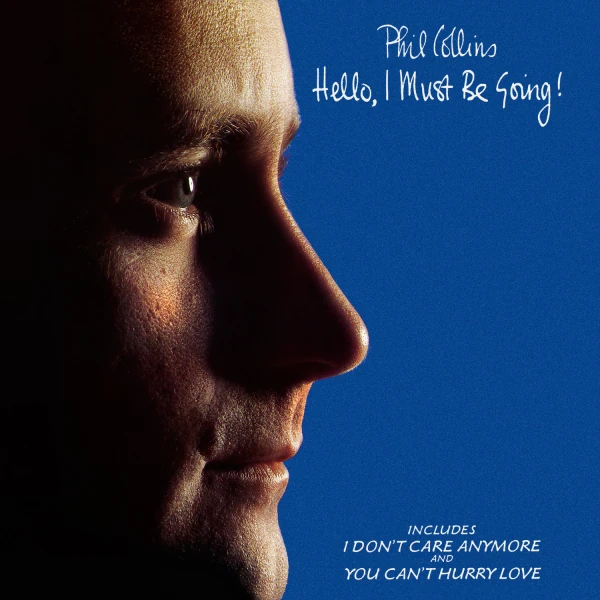 Phil Collins
Hello, I Must Be Going!
INCLUDES
I DON'T CARE ANYMORE
AND
YOU CAN'T HURRY LOVE